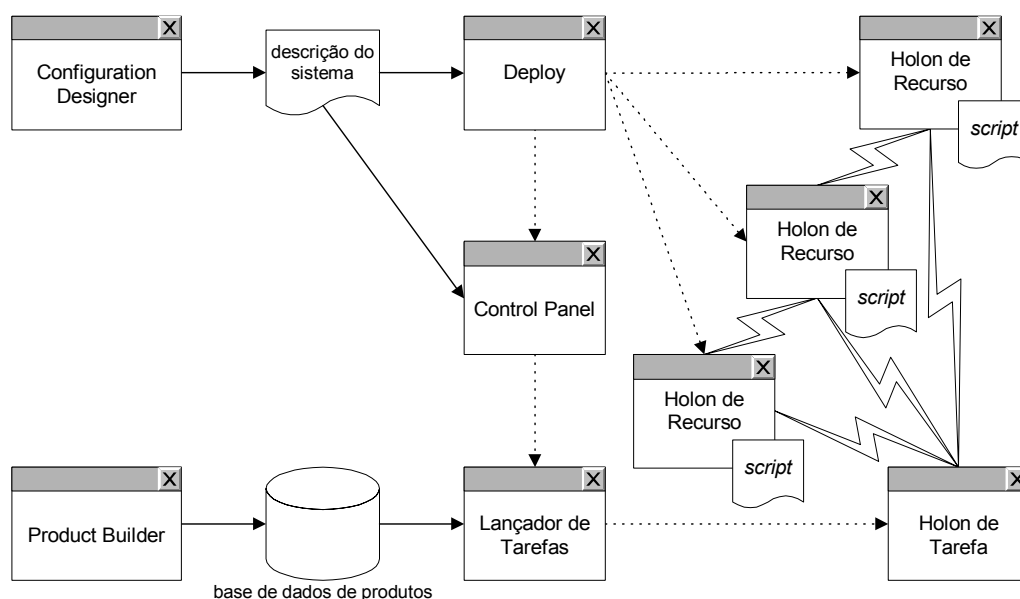 X
X
X
Configuration
Designer
descrição do
sistema
Deploy
Holon de
Recurso
script
X
Holon de
Recurso
script
X
Control Panel
X
Holon de
Recurso
script
X
X
X
Product Builder
Lançador de
Tarefas
Holon de
Tarefa
base de dados de produtos